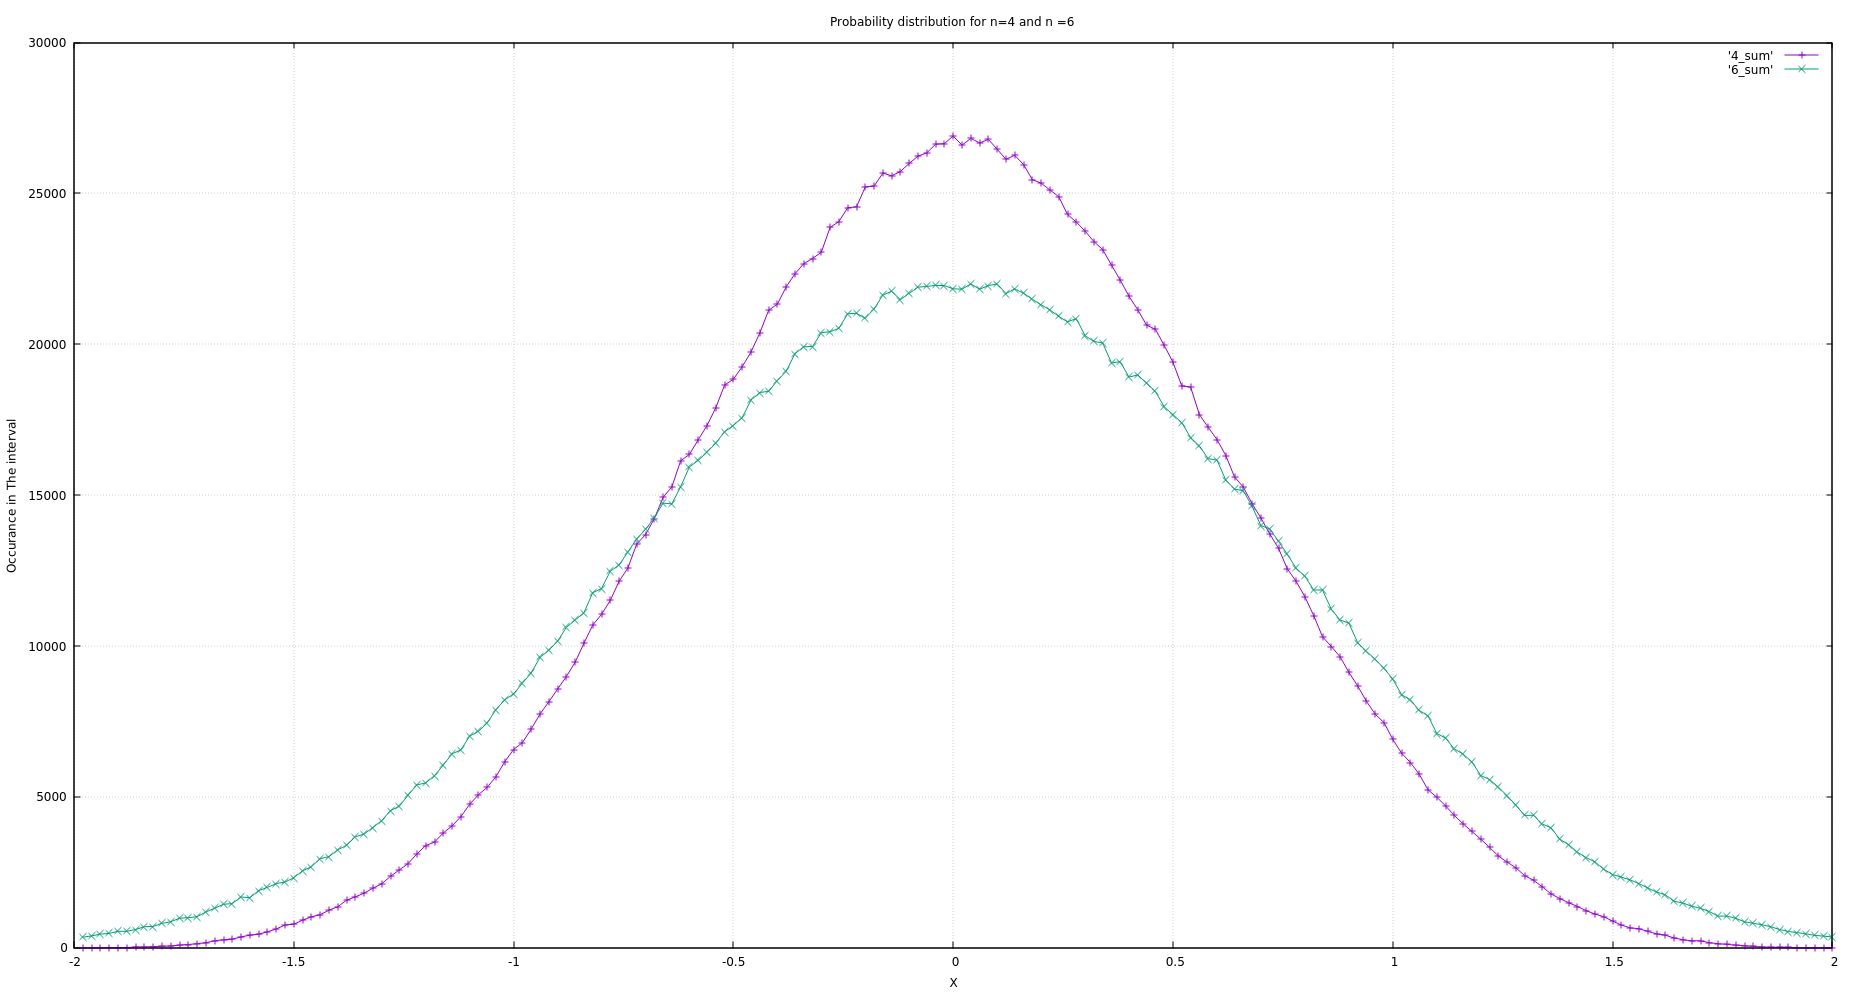 Probability distribution for n=4 and n =6
30000
25000
20000
15000
10000
5000
0
'4_sum'
'6_sum'
Occurance in The interval
-2 -1.5 -1 -0.5 0 0.5 1 1.5 2
X